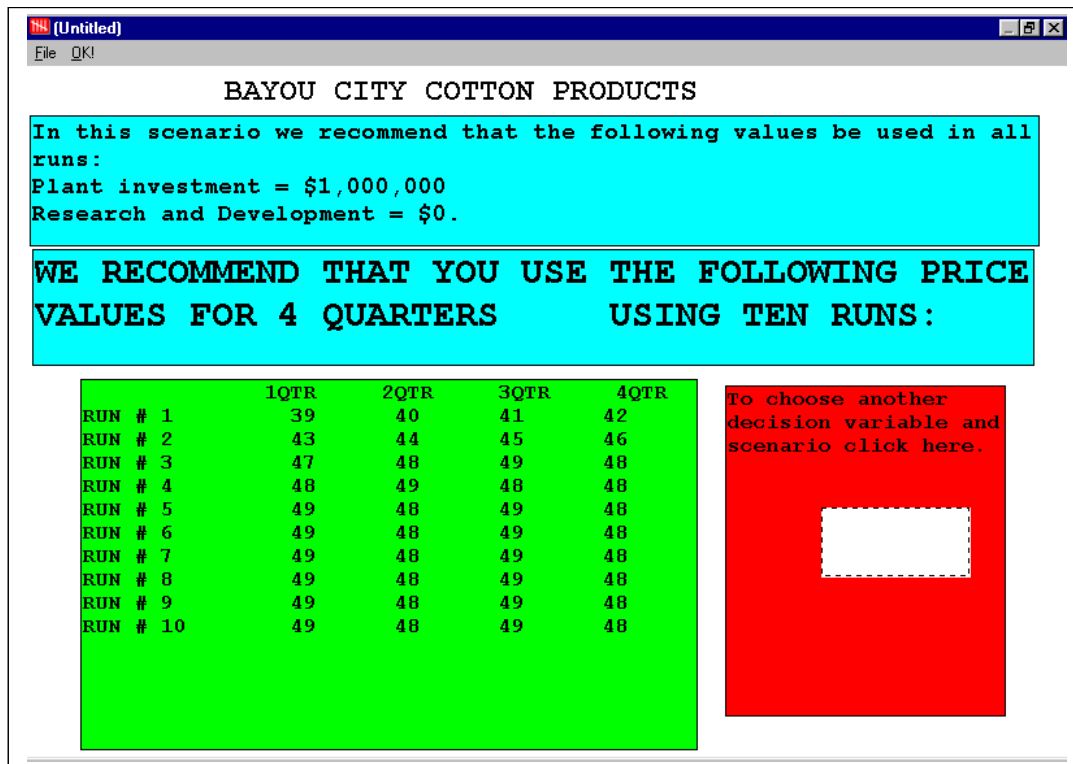 (Untitled)
File OK!
BAYOU CITY COTTON PRODUCTS
In this scenario we recommend that the following values be used in all
runs:
Plant investment = $1,000,000
Research and Development = $0.
WE RECOMMEND THAT YOU USE THE FOLLOWING PRICE
VALUES FOR 4 QUARTERS USING TEN RUNS:
1QTR 2QTR 3QTR 4QTR
RUN # 1 39 40 41 42
RUN # 2 43 44 45 46
RUN # 3 47 48 49 48
RUN # 4 48 49 48 48
RUN # 5 49 49 49 48
RUN # 6 49 49 49 48
RUN # 7 49 49 49 48
RUN # 8 49 49 49 48
RUN # 9 49 48 49 48
RUN # 10 49 48 49 48
To choose another
decision variable and
scenario click here.